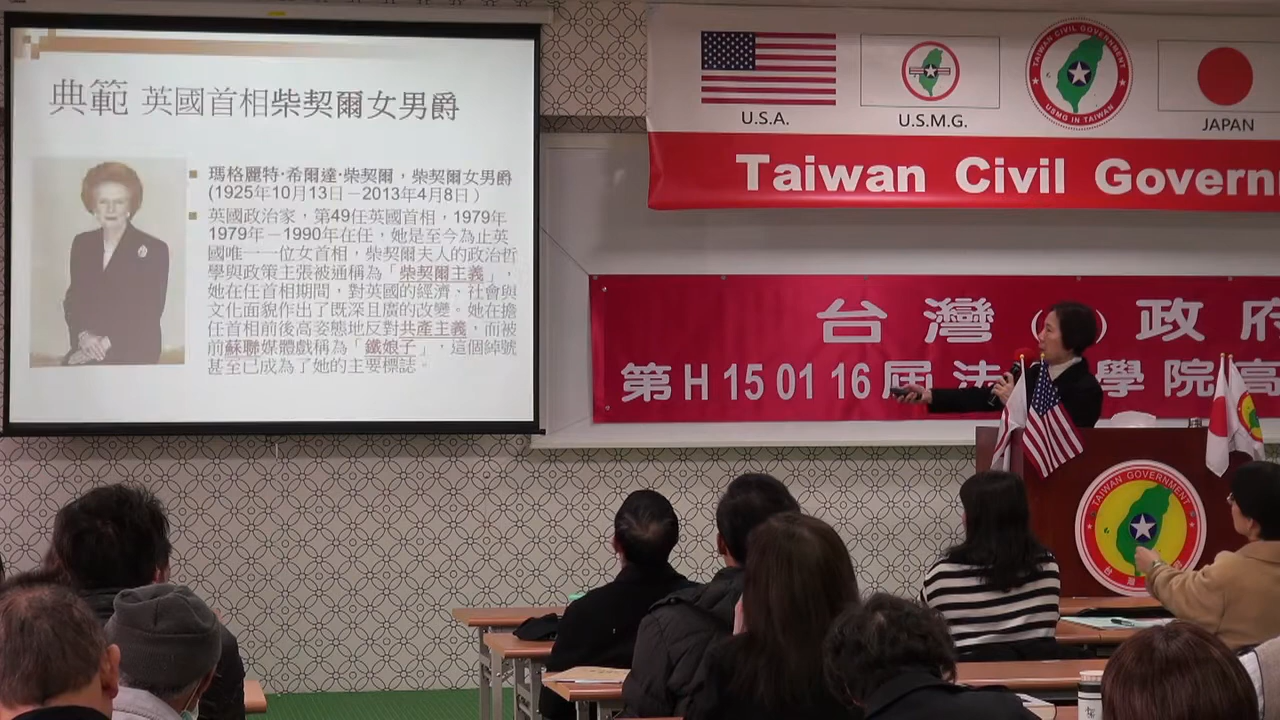 典範 英國首相柴契爾女男爵
瑪格麗特·希爾達·柴契爾，柴契爾女男爵
(1925年10月13日－2013年4月8日）
英國政治家，第49任英國首相，1979年
1979年－1990年在任，她是至今為止英
國唯一一位女首相，柴契爾夫人的政治哲
學與政策主張被通稱為「柴契爾主義」，
她在任首相期間，對英國的經濟、社會與
文化面貌作出了既深且廣的改變。她在擔
任首相前後高姿態地反對共產主義，而被
前蘇聯媒體戲稱為「鐵娘子」，這個綽號
甚至已成為了她的主要標誌。
U.S.A.
U.S.M.G.
TAIWAN CIVIL GOVERNMENT
USMG IN TAIWAN
JAPAN
Taiwan Civil Governm
台灣 政府
第H 15 01 16屆法 學院高
TAIWAN GOVERNMENT